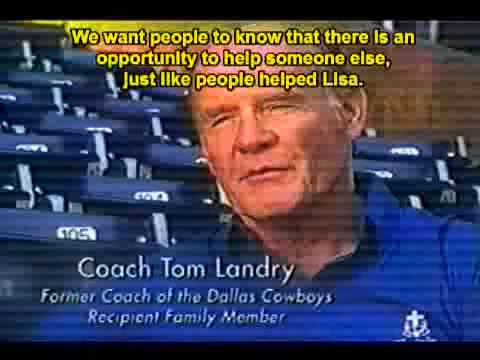 We want people to know that there is an
opportunity to help someone else,
just like people helped Lisa.
105
Coach Tom Landry
Former Coach of the Dallas Cowboys
Recipient Family Member